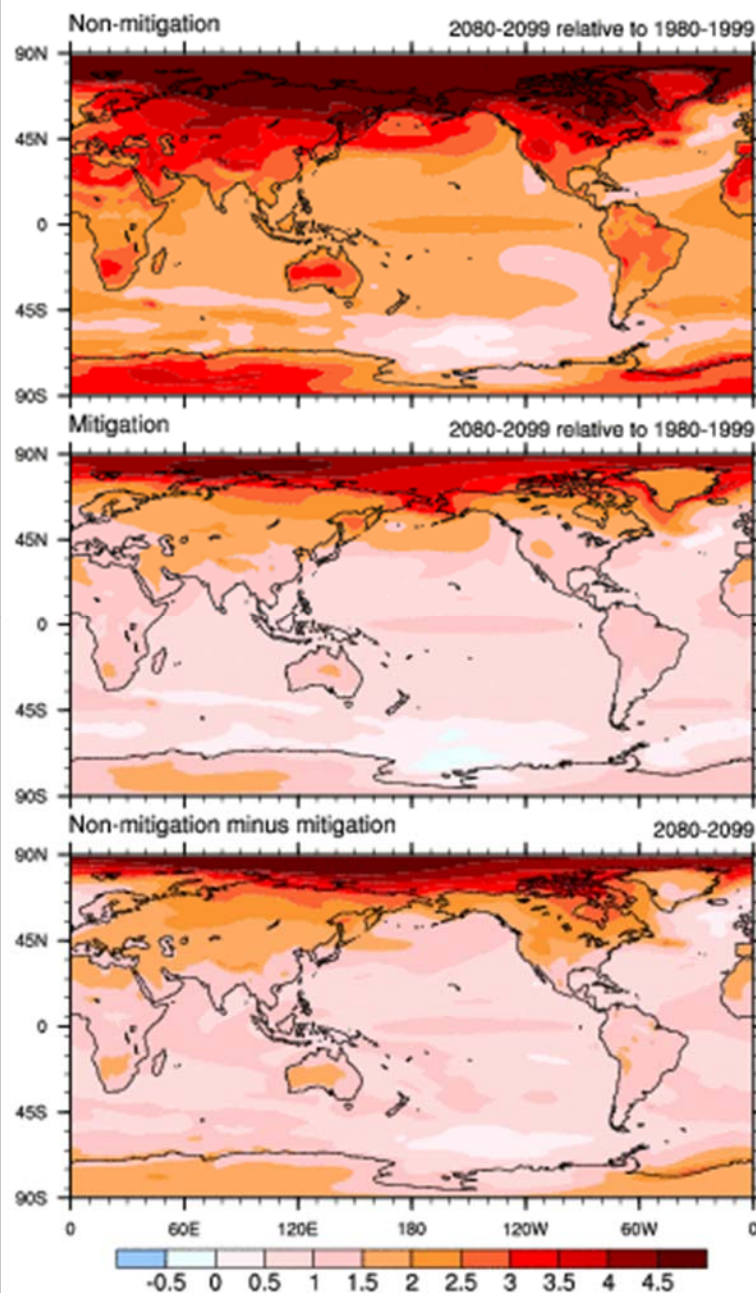 Non-mitigation 2080-2099 relative to 1980-1999
90N
45N
0
45S
90S
Mitigation 2080-2099 relative to 1980-1999
90N
45N
0
45S
90S
Non-mitigation minus mitigation 2080-2099
90N
45N
0
45S
90S
0 60E 120E 180 120W 60W 0
-0.5 0 0.5 1 1.5 2 2.5 3 3.5 4 4.5